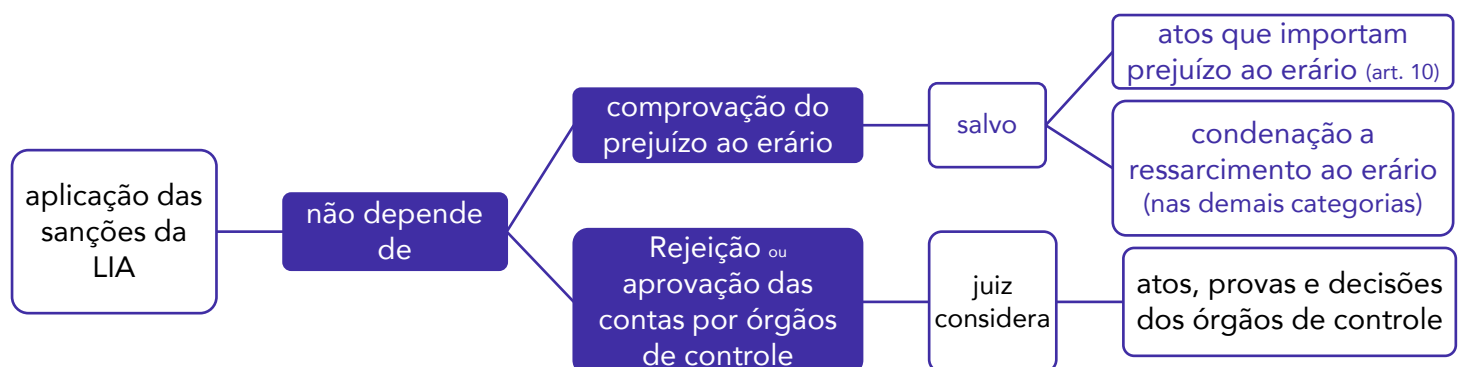 aplicação das
sanções da
LIA
não depende
de
comprovação do
prejuízo ao erário
salvo
atos que importam
prejuízo ao erário (art. 10)
condenação a
ressarcimento ao erário
(nas demais categorias)
Rejeição ou
aprovação das
contas por órgãos
de controle
juiz
considera
atos, provas e decisões
dos órgãos de controle